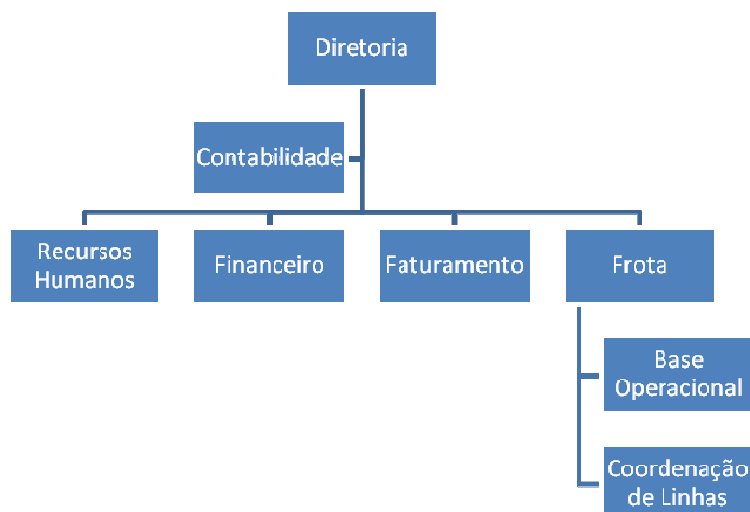 Diretoria
Contabilidade
Recursos
Humanos
Financeiro
Faturamento
Frota
Base
Operacional
Coordenação
de Linhas